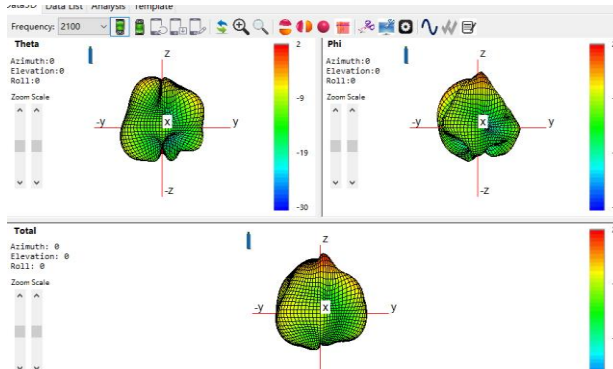 Data3D Data List Analysis Template
Frequency: 2100
Theta
Azimuth:0
Elevation:0
Roll:0
Zoom Scale
z
-y
x
y
-z
2
-9
-19
-30
Phi
Azimuth:0
Elevation:0
Roll:0
Zoom Scale
z
-y
x
y
-z
Total
Azimuth: 0
Elevation: 0
Roll: 0
Zoom Scale
z
-y
x
y